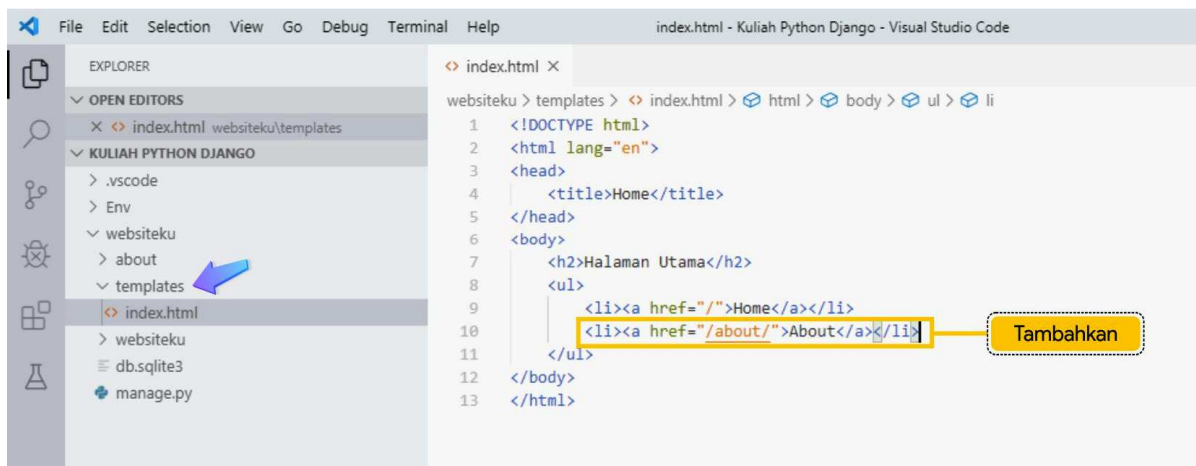 File Edit Selection View Go Debug Terminal Help index.html - Kuliah Python Django - Visual Studio Code
EXPLORER
OPEN EDITORS
index.html websiteku\templates
KULIAH PYTHON DJANGO
.vscode
Env
websiteku
about
templates
index.html
websiteku
db.sqlite3
manage.py
index.html
websiteku > templates > index.html > html > body > ul > li
1 <!DOCTYPE html>
2 <html lang="en">
3 <head>
4 <title>Home</title>
5 </head>
6 <body>
7 <h2>Halaman Utama</h2>
8 <ul>
9 <li><a href="/">Home</a></li>
10 <li><a href="/about/">About</a></li>
11 </ul>
12 </body>
13 </html>
Tambahkan